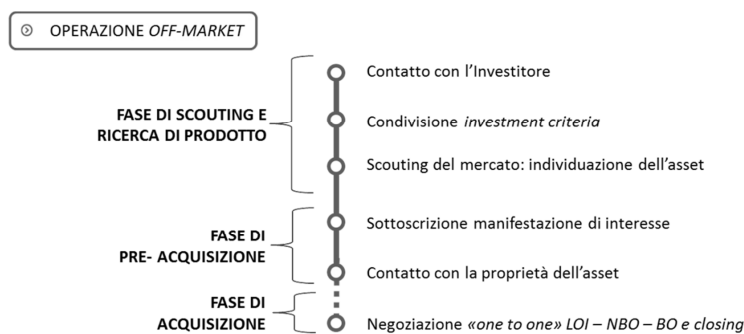 OPERAZIONE OFF-MARKET
FASE DI SCOUTING E
RICERCA DI PRODOTTO
Contatto con l'Investitore
Condivisione investment criteria
Scouting del mercato: individuazione dell'asset
FASE DI
PRE- ACQUISIZIONE
Sottoscrizione manifestazione di interesse
Contatto con la proprietà dell'asset
FASE DI
ACQUISIZIONE
Negoziazione «one to one» LOI – NBO – BO e closing